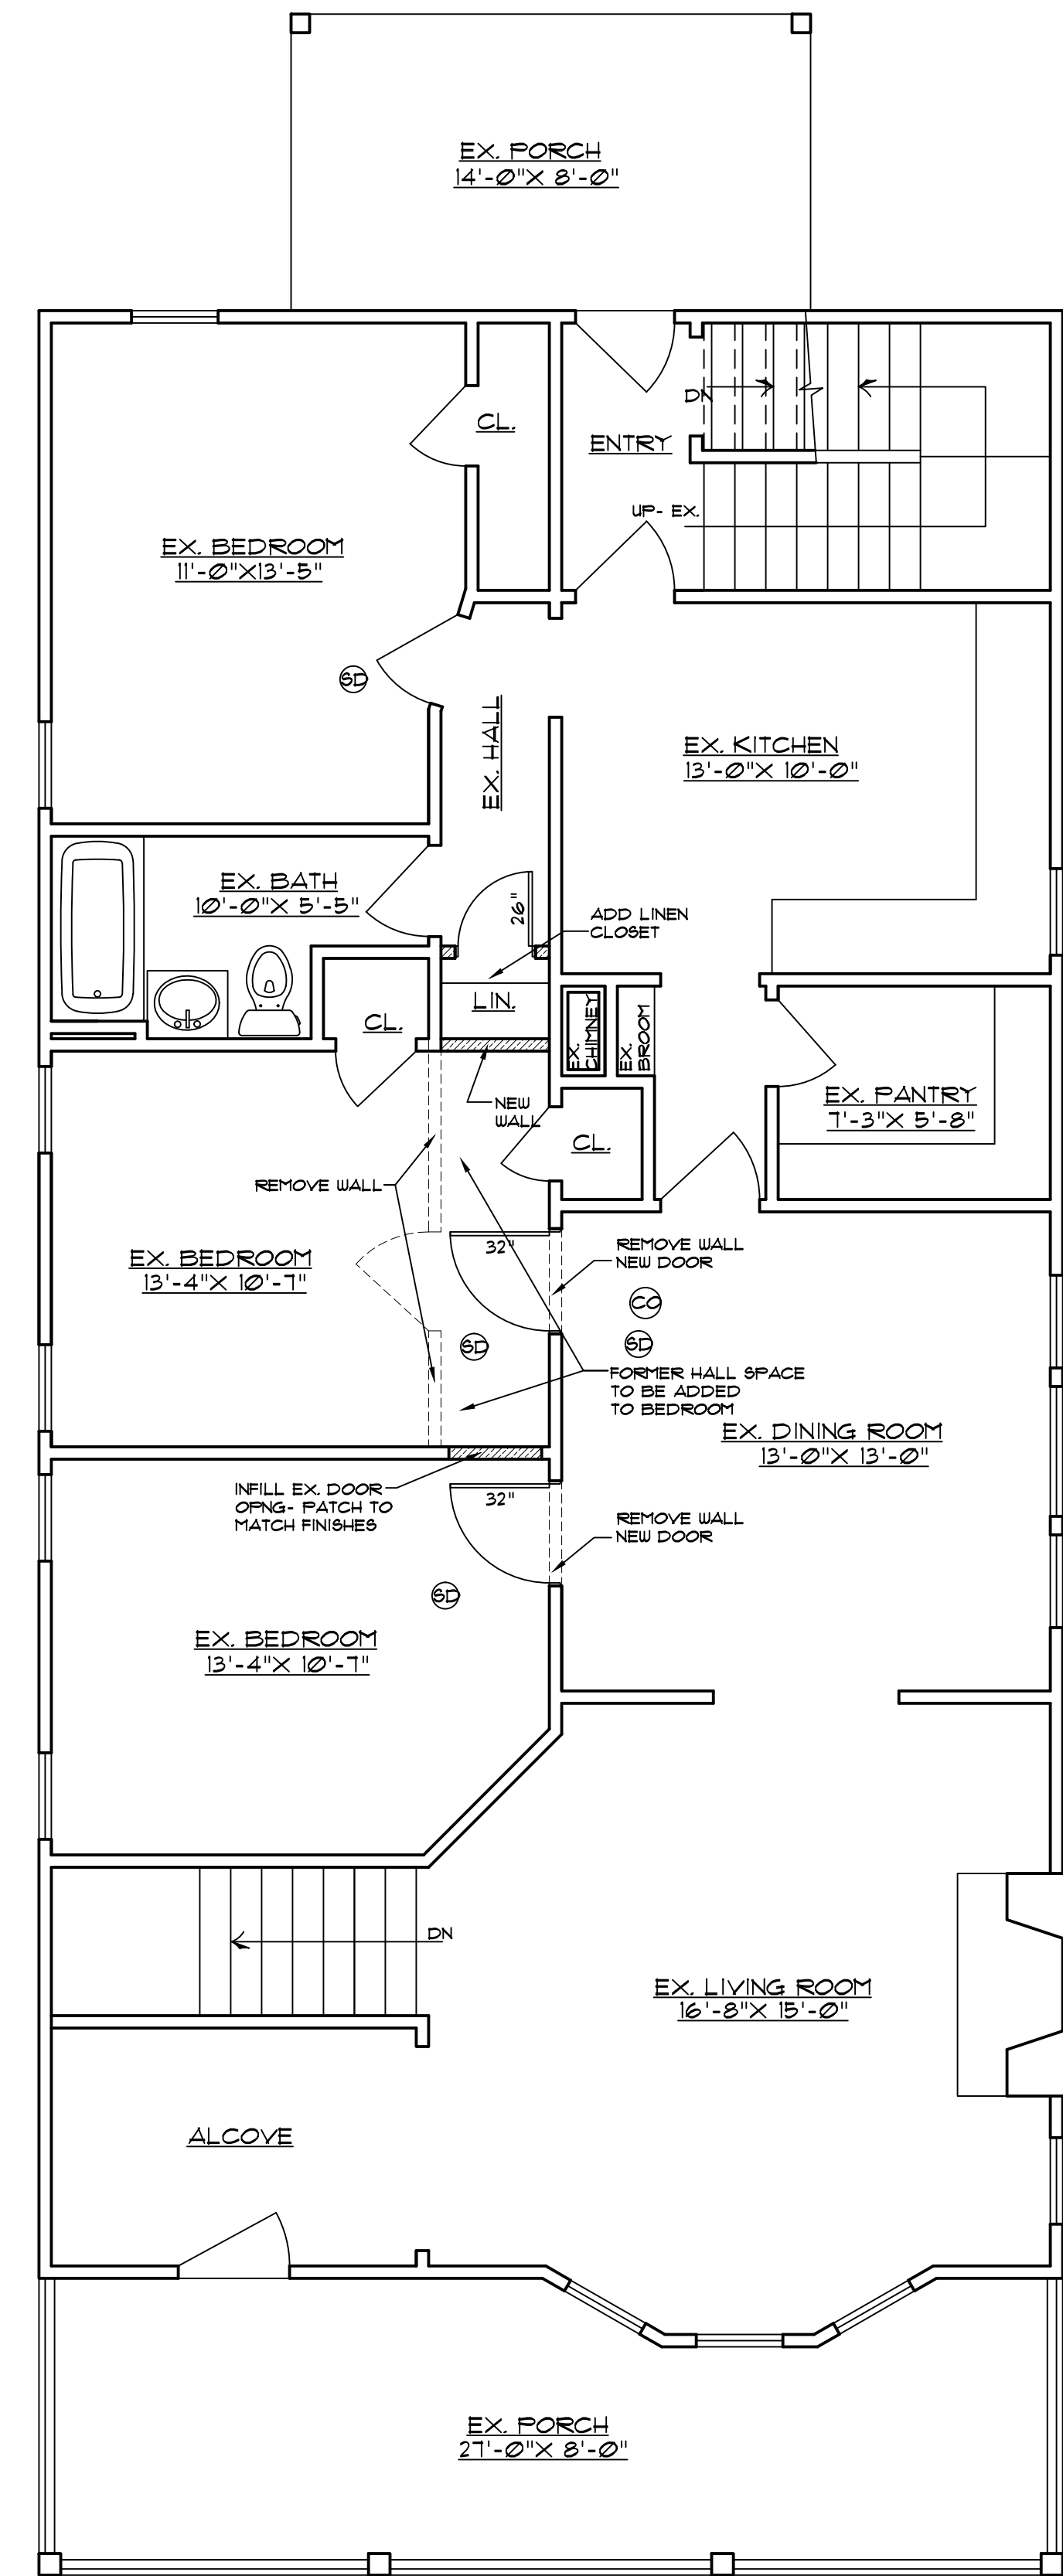 EX. PORCH
14'-0"X 8'-0"
CL.
DN
ENTRY
UP- EX.
EX. BEDROOM
11'-0"X13'-5"
SD
EX. HALL
EX. KITCHEN
13'-0"X 10'-0"
EX. BATH
10'-0"X 5'-5"
26"
ADD LINEN
CLOSET
LIN.
CL.
EX.
CHIMNEY
EX.
BROOM
EX. PANTRY
7'-3"X 5'-8"
NEW
WALL
CL.
REMOVE WALL
EX. BEDROOM
13'-4"X 10'-7"
32"
REMOVE WALL
NEW DOOR
CO
SD
SD
FORMER HALL SPACE
TO BE ADDED
TO BEDROOM
EX. DINING ROOM
13'-0"X 13'-0"
INFILL EX. DOOR
OPNG- PATCH TO
MATCH FINISHES
32"
REMOVE WALL
NEW DOOR
SD
EX. BEDROOM
13'-4"X 10'-7"
DN
EX. LIVING ROOM
16'-8"X 15'-0"
ALCOVE
EX. PORCH
27'-0"X 8'-0"